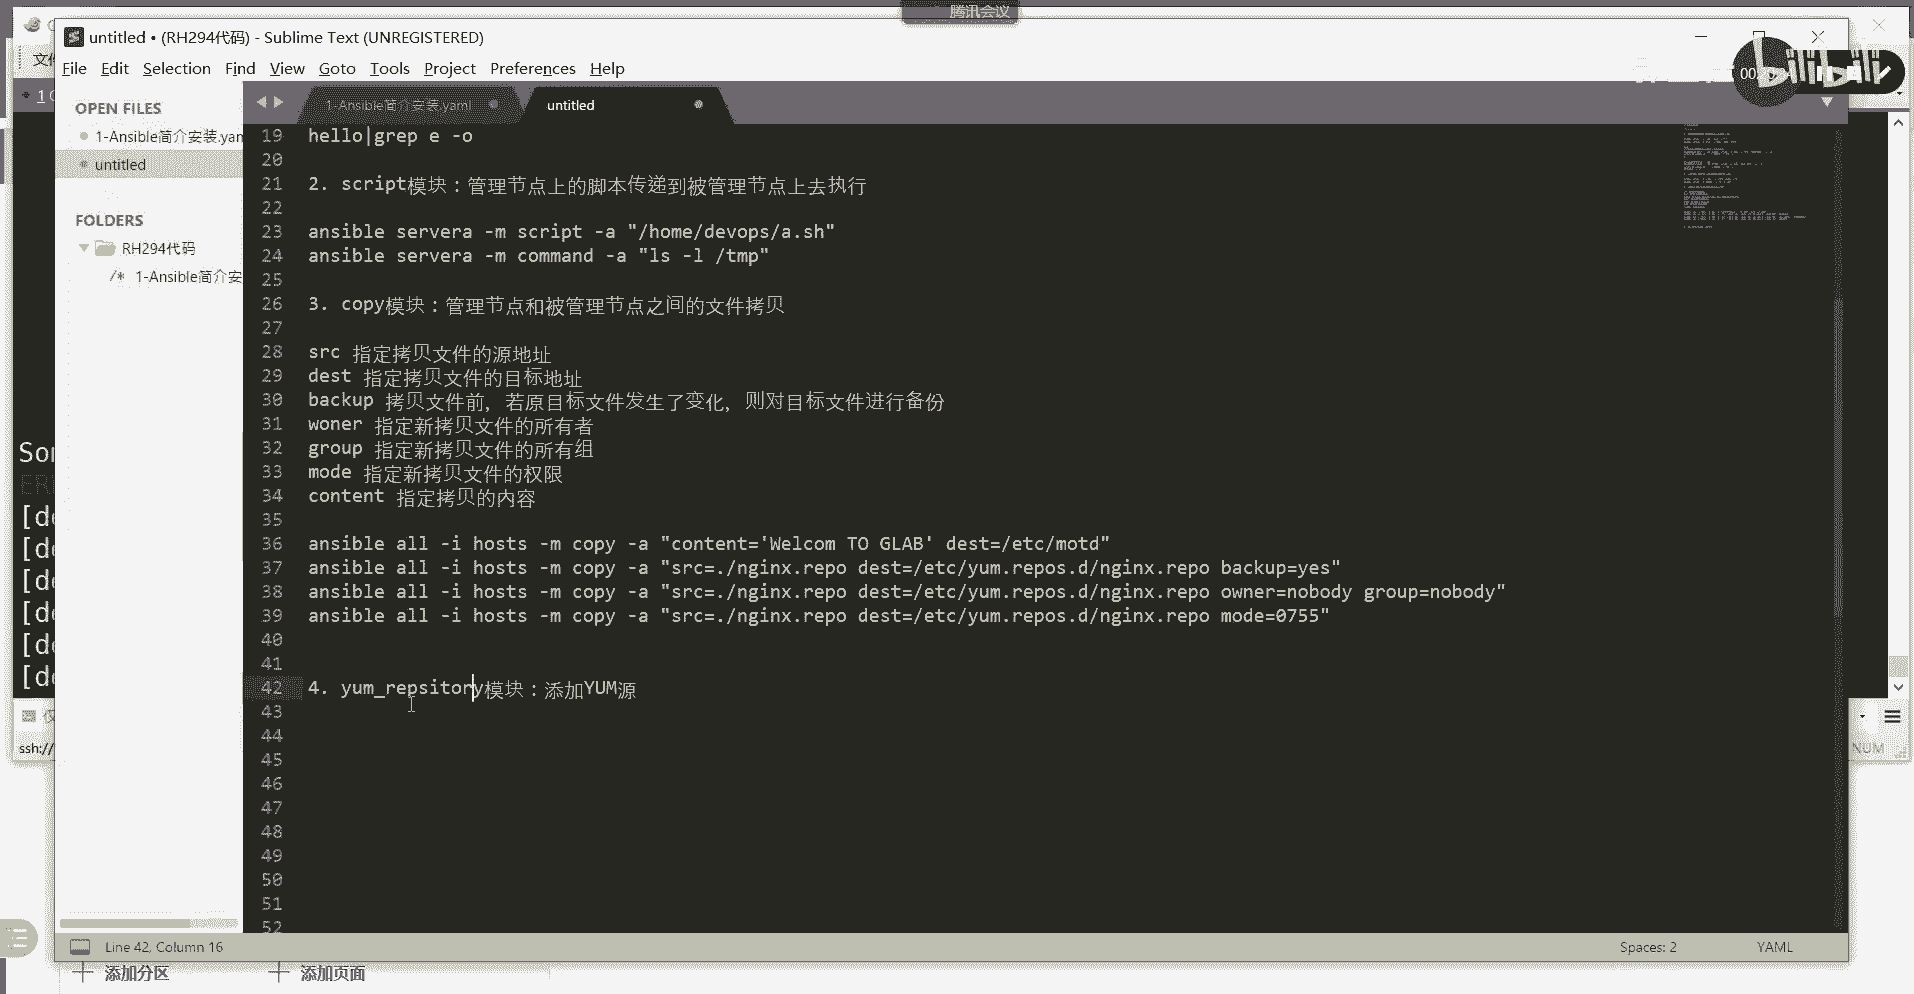 腾讯会议
untitled • (RH294代码) - Sublime Text (UNREGISTERED)
File Edit Selection Find View Goto Tools Project Preferences Help
bilibili
OPEN FILES
1-Ansible简介安装.yam
untitled
FOLDERS
RH294代码
/* 1-Ansible简介安
1-Ansible简介安装.yaml
untitled
19 hello|grep e -o
20
21 2. script模块：管理节点上的脚本传递到被管理节点上去执行
22
23 ansible servera -m script -a "/home/devops/a.sh"
24 ansible servera -m command -a "ls -l /tmp"
25
26 3. copy模块：管理节点和被管理节点之间的文件拷贝
27
28 src 指定拷贝文件的源地址
29 dest 指定拷贝文件的目标地址
30 backup 拷贝文件前，若原目标文件发生了变化，则对目标文件进行备份
31 woner 指定新拷贝文件的所有者
32 group 指定新拷贝文件的所有组
33 mode 指定新拷贝文件的权限
34 content 指定拷贝的内容
35
36 ansible all -i hosts -m copy -a "content='Welcom TO GLAB' dest=/etc/motd"
37 ansible all -i hosts -m copy -a "src=./nginx.repo dest=/etc/yum.repos.d/nginx.repo backup=yes"
38 ansible all -i hosts -m copy -a "src=./nginx.repo dest=/etc/yum.repos.d/nginx.repo owner=nobody group=nobody"
39 ansible all -i hosts -m copy -a "src=./nginx.repo dest=/etc/yum.repos.d/nginx.repo mode=0755"
40
41
42 4. yum_repsitory模块：添加YUM源
43
44
45
46
47
48
49
50
51
52
Line 42, Column 16
Spaces: 2
YAML
ssh://
NUM
添加分区
添加页面